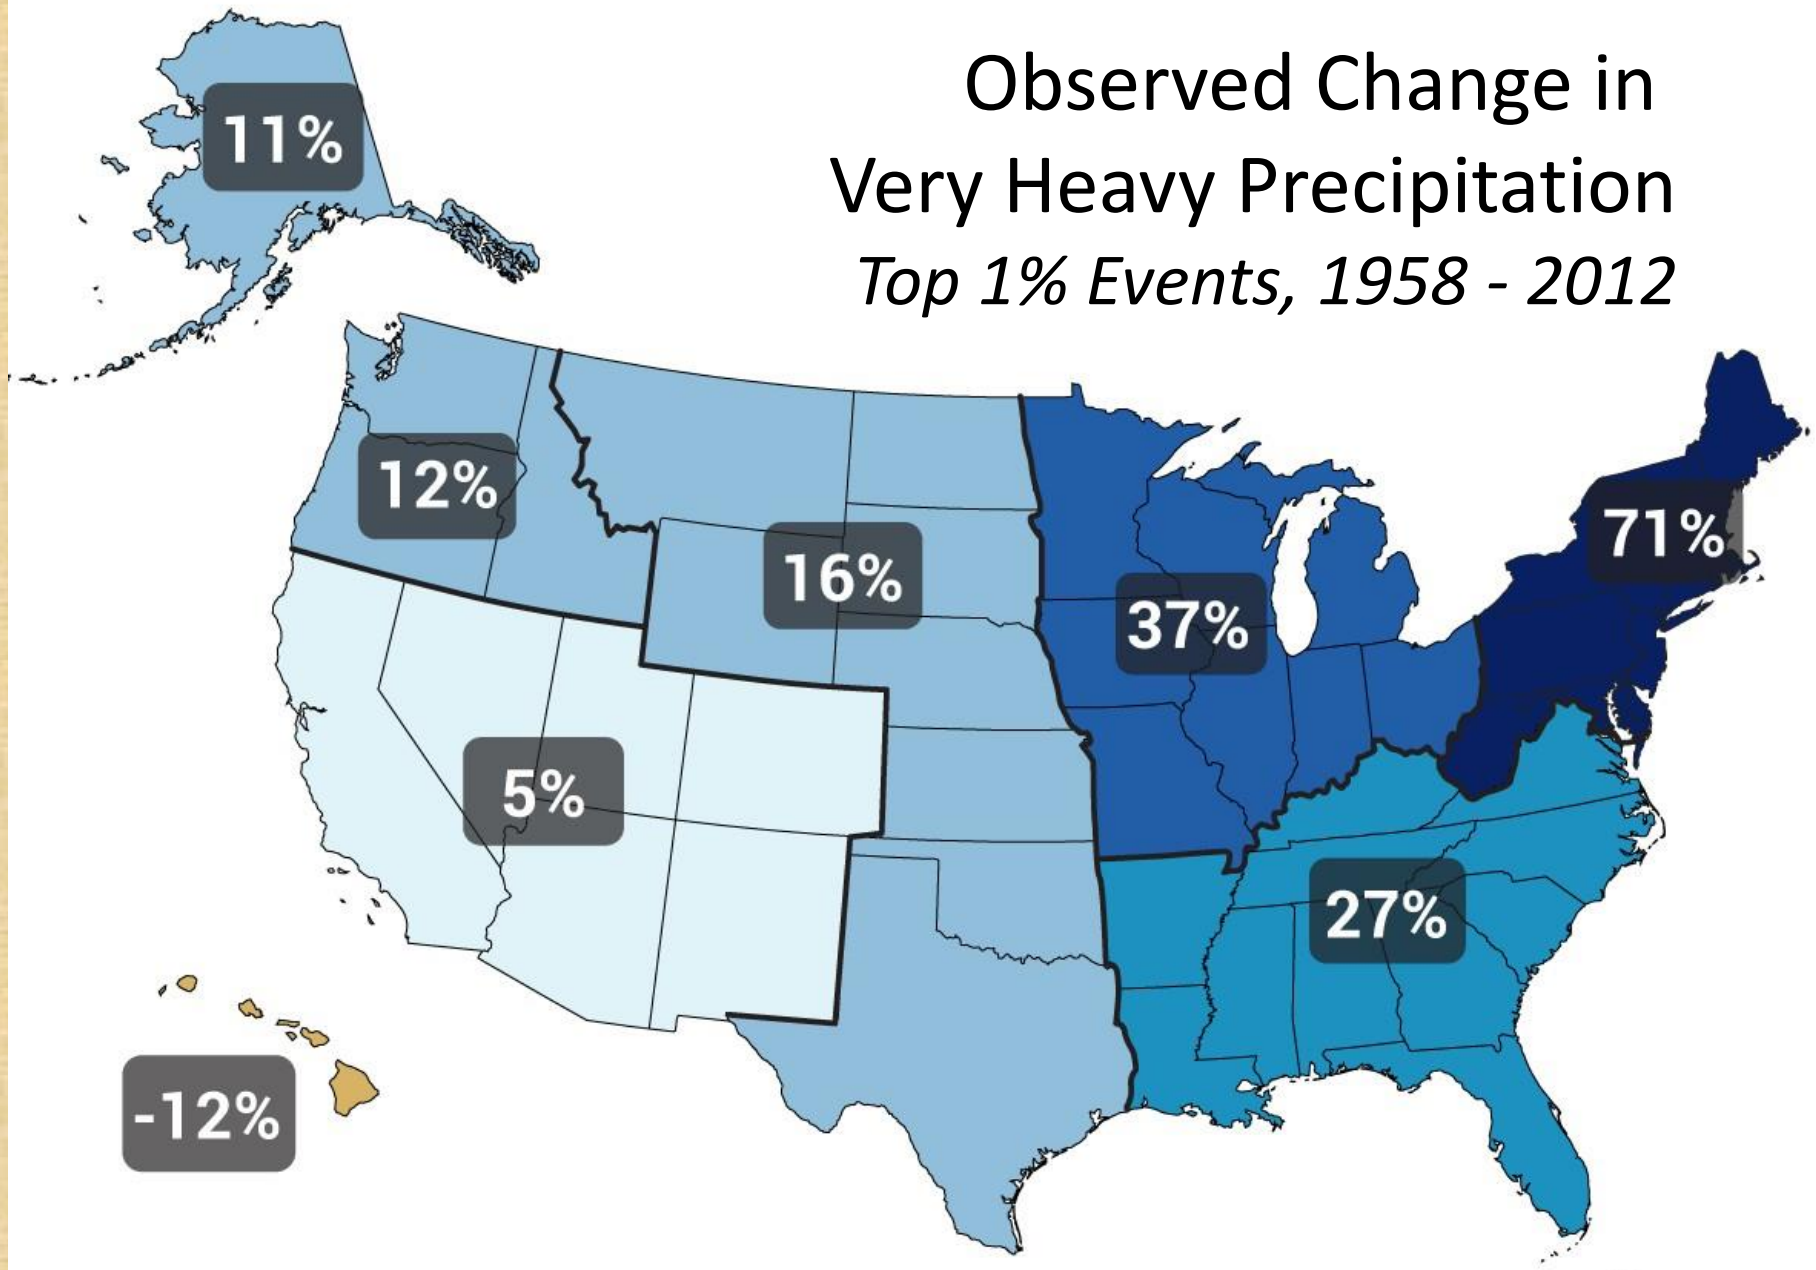 Observed Change in
Very Heavy Precipitation
Top 1% Events, 1958 - 2012
11%
12%
16%
37%
71%
5%
27%
-12%